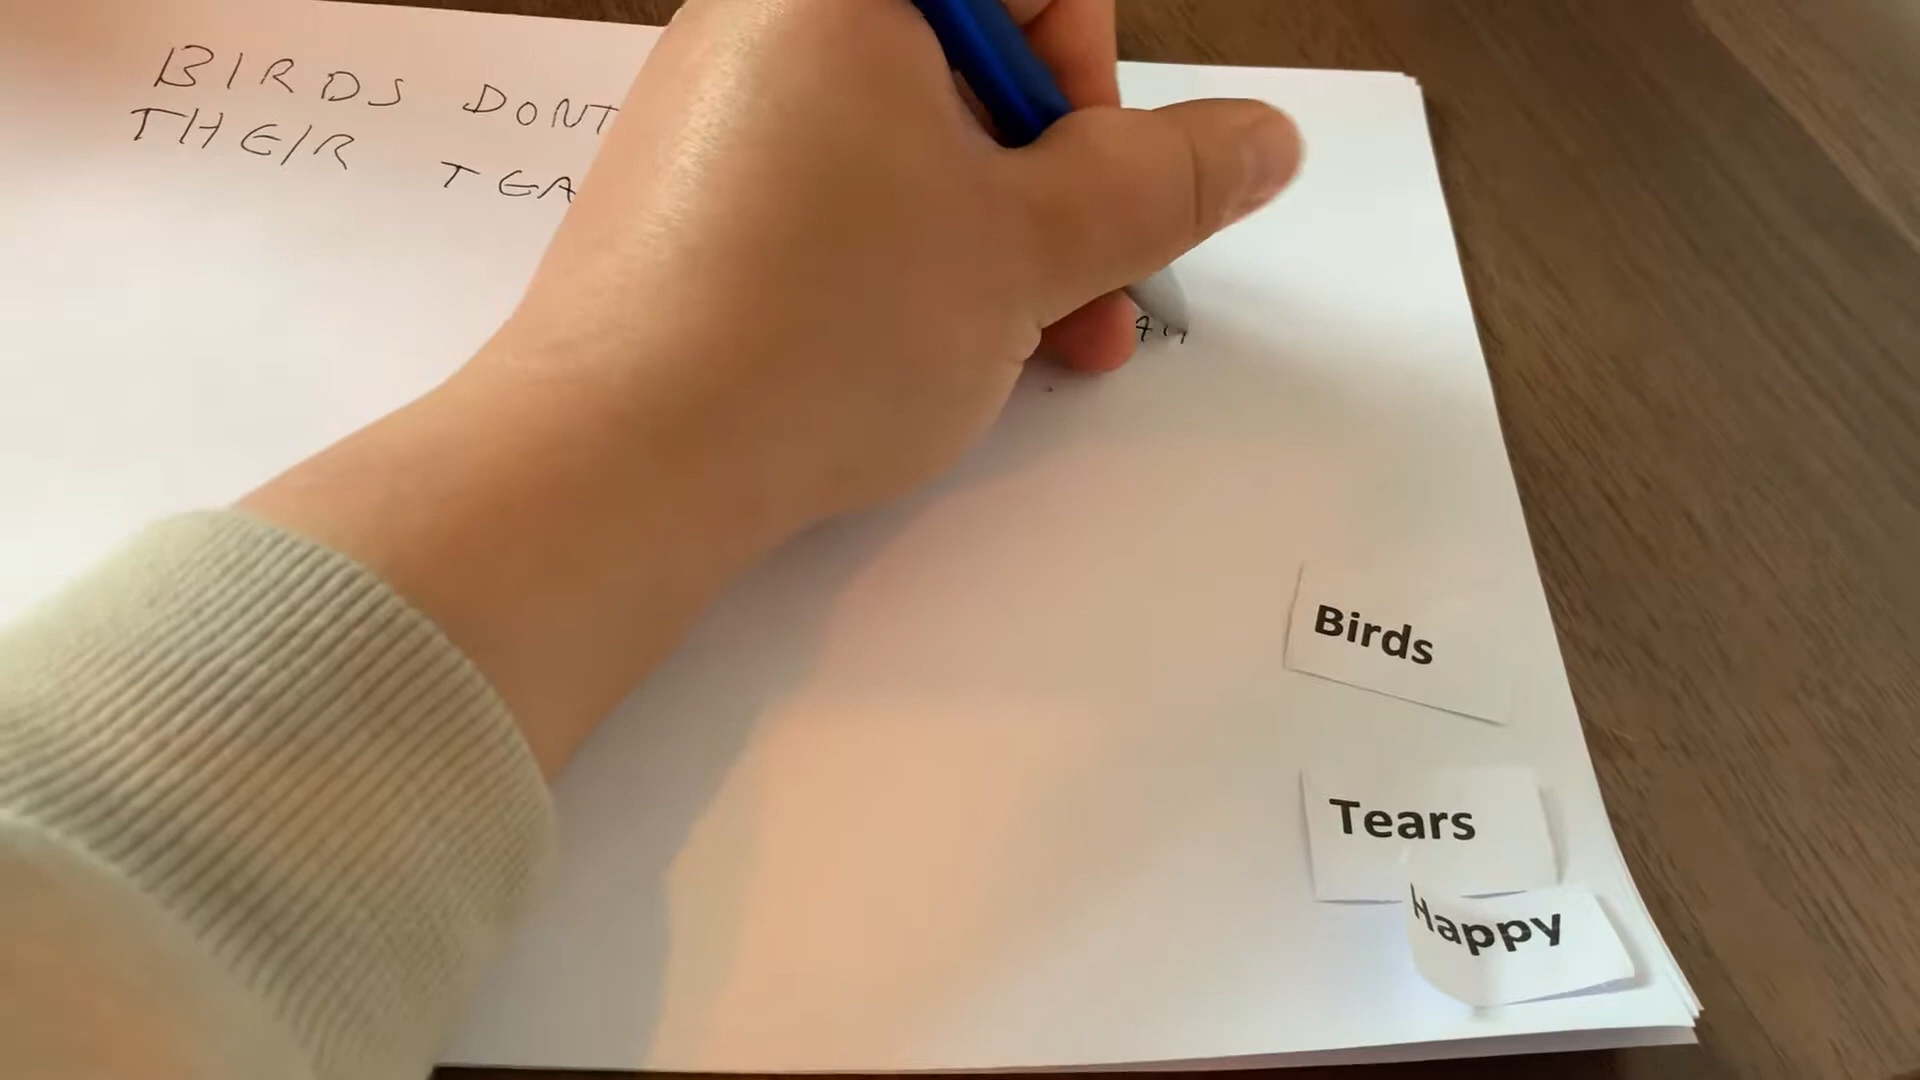 BIRDS DONT
THEIR TEA
Birds
Tears
Happy